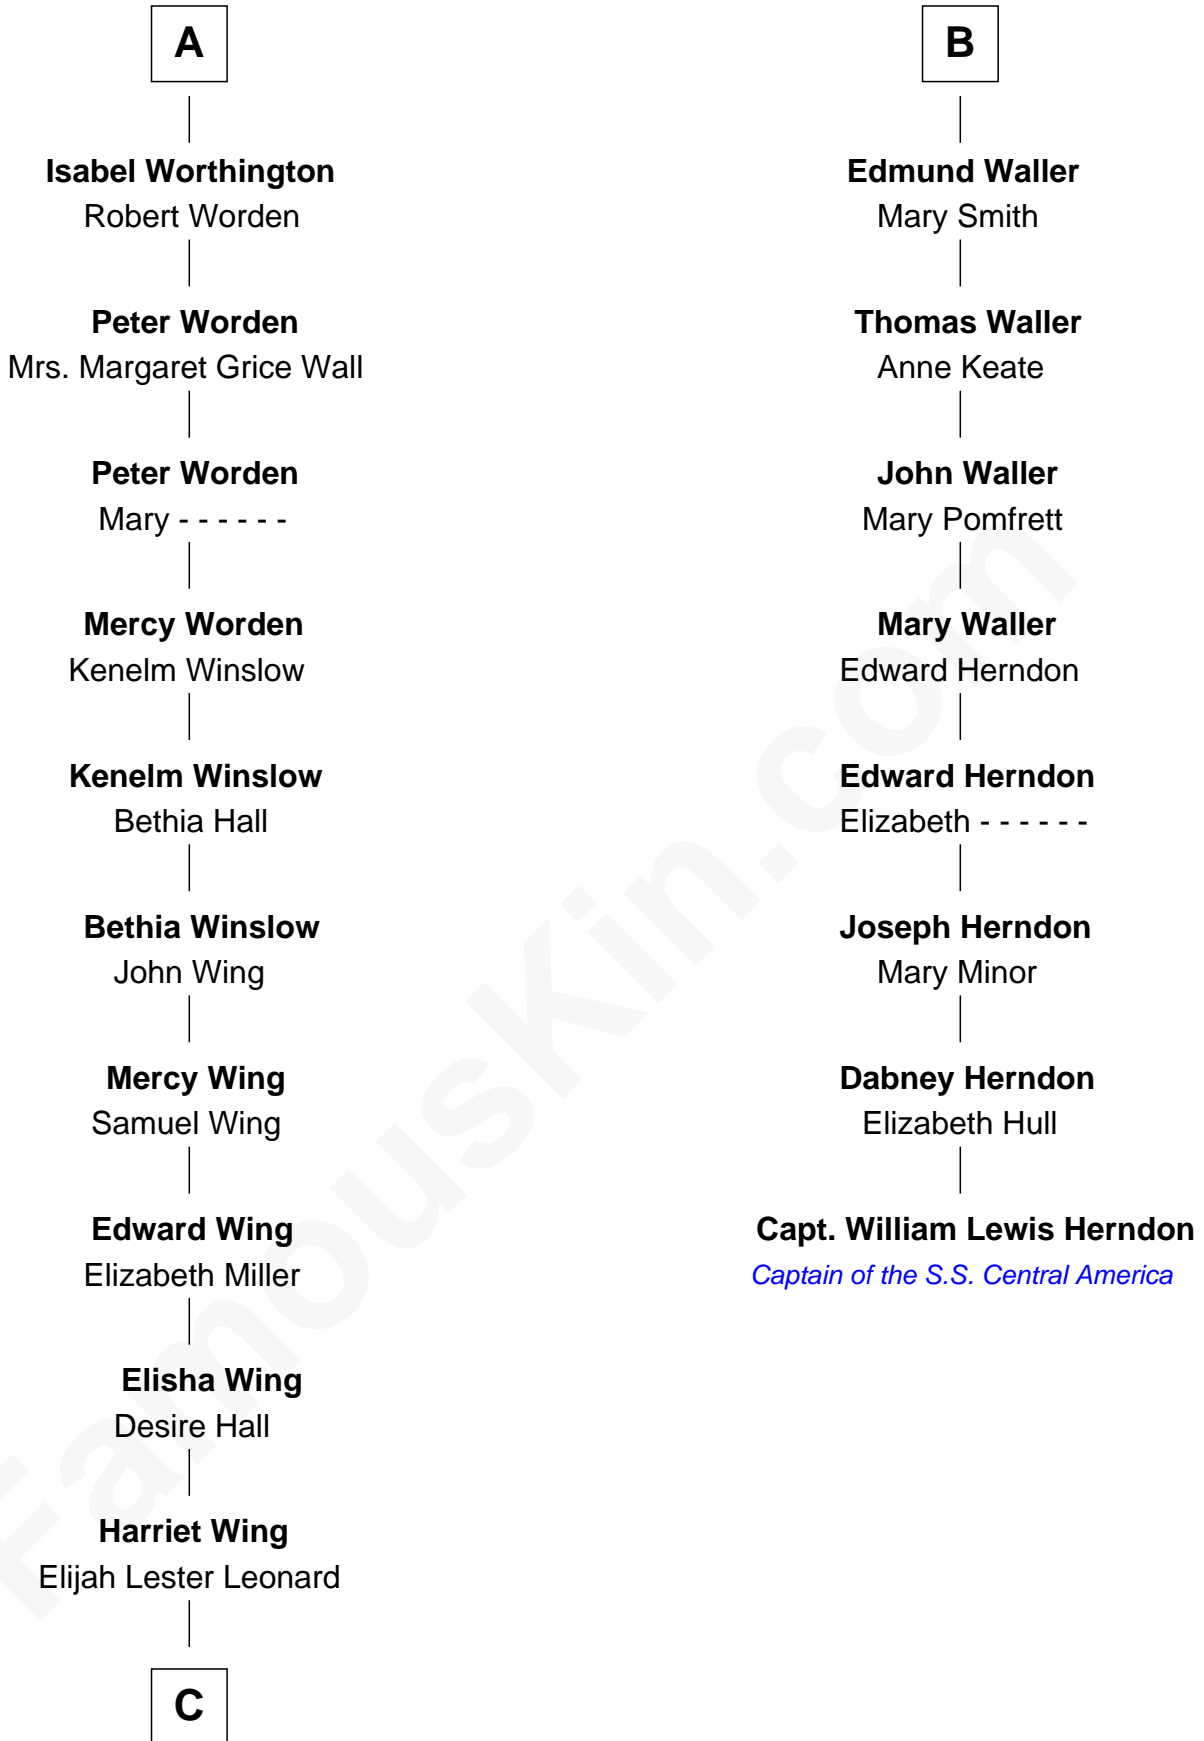 A
Isabel Worthington
Robert Worden
Peter Worden
Mrs. Margaret Grice Wall
Peter Worden
Mary - - - - - -
Mercy Worden
Kenelm Winslow
Kenelm Winslow
Bethia Hall
Bethia Winslow
John Wing
Mercy Wing
Samuel Wing
Edward Wing
Elizabeth Miller
Elisha Wing
Desire Hall
Harriet Wing
Elijah Lester Leonard
C
B
Edmund Waller
Mary Smith
Thomas Waller
Anne Keate
John Waller
Mary Pomfrett
Mary Waller
Edward Herndon
Edward Herndon
Elizabeth - - - - - -
Joseph Herndon
Mary Minor
Dabney Herndon
Elizabeth Hull
Capt. William Lewis Herndon
Captain of the S.S. Central America
FamousKin.com